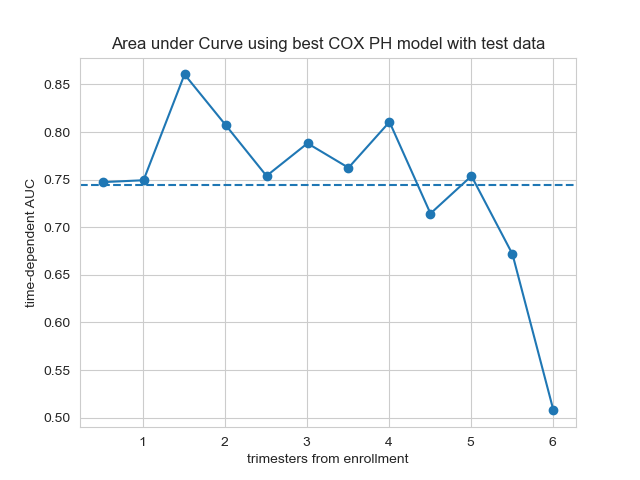 Area under Curve using best COX PH model with test data
time-dependent AUC
0.85
0.80
0.75
0.70
0.65
0.60
0.55
0.50
1 2 3 4 5 6
trimesters from enrollment